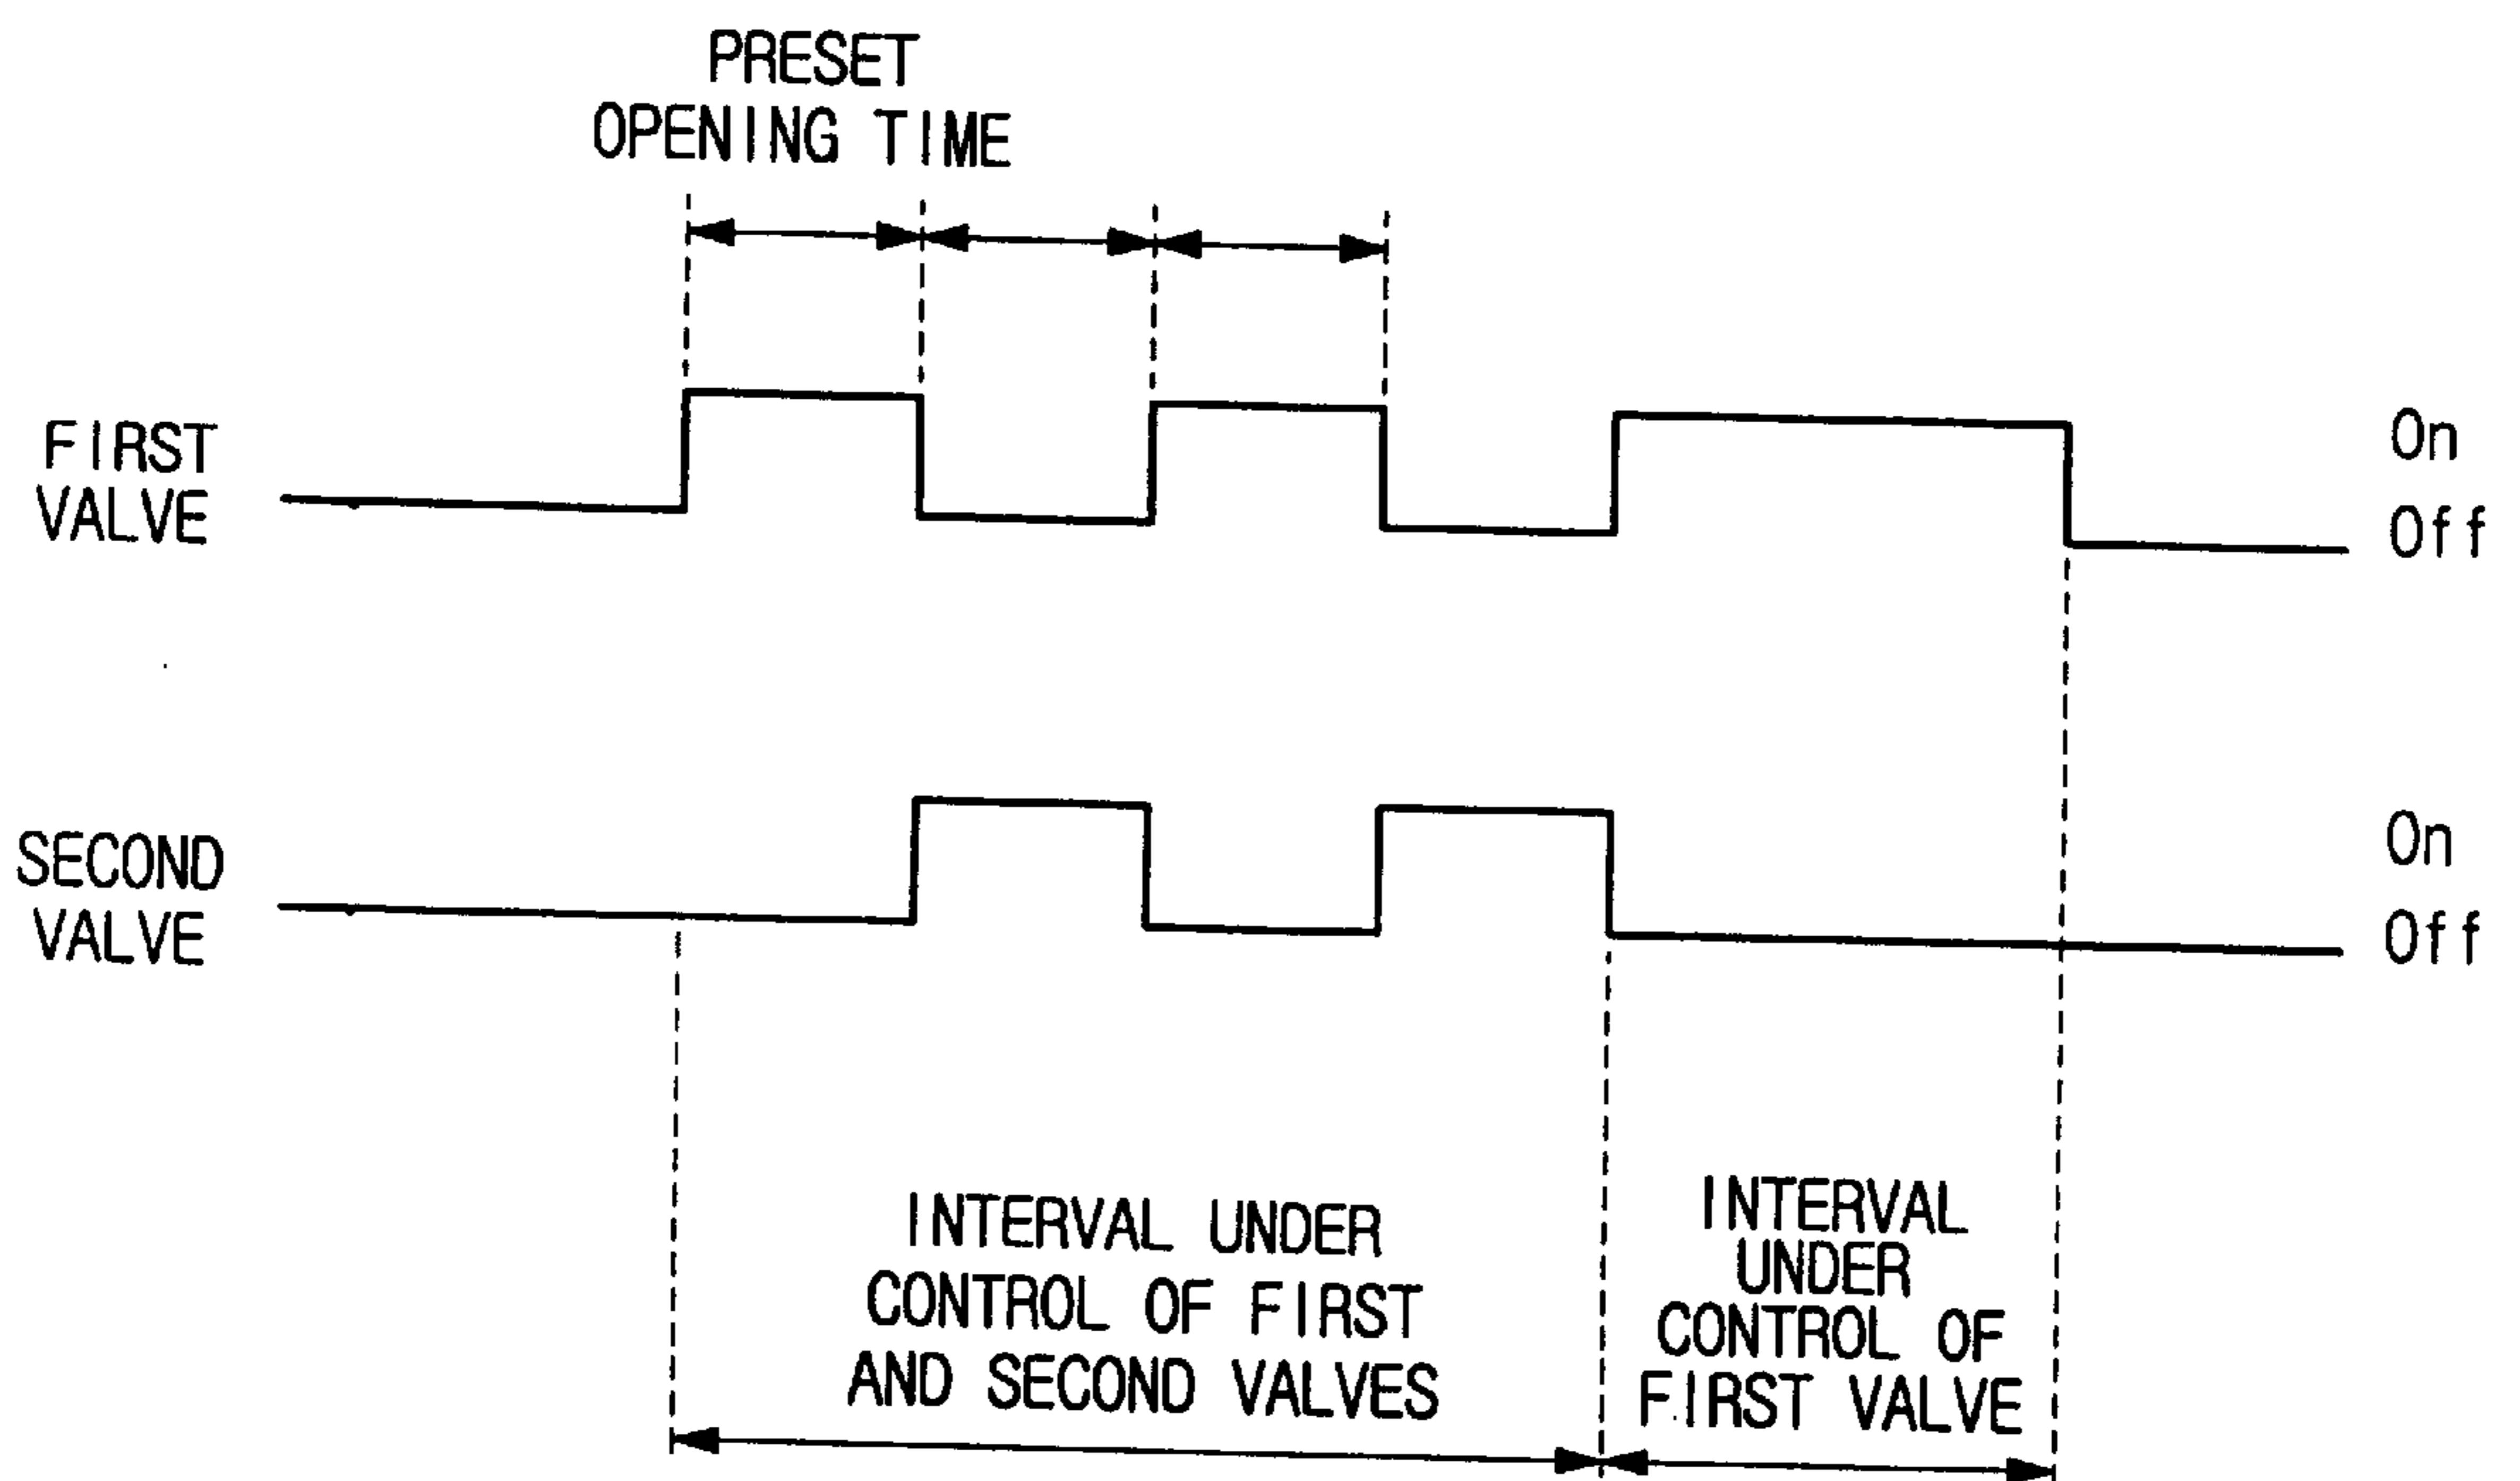 PRESET
OPENING TIME
FIRST
VALVE
On
Off
SECOND
VALVE
On
Off
INTERVAL UNDER
CONTROL OF FIRST
AND SECOND VALVES
INTERVAL
UNDER
CONTROL OF
FIRST VALVE